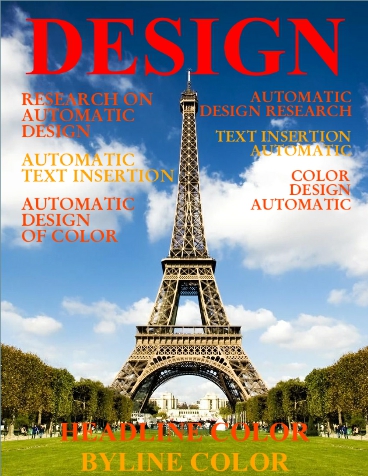 DESIGN
RESEARCH ON
AUTOMATIC
DESIGN
AUTOMATIC
TEXT INSERTION
AUTOMATIC
DESIGN
OF COLOR
AUTOMATIC
DESIGN RESEARCH
TEXT INSERTION
AUTOMATIC
COLOR
DESIGN
AUTOMATIC
HEADLINE COLOR
BYLINE COLOR